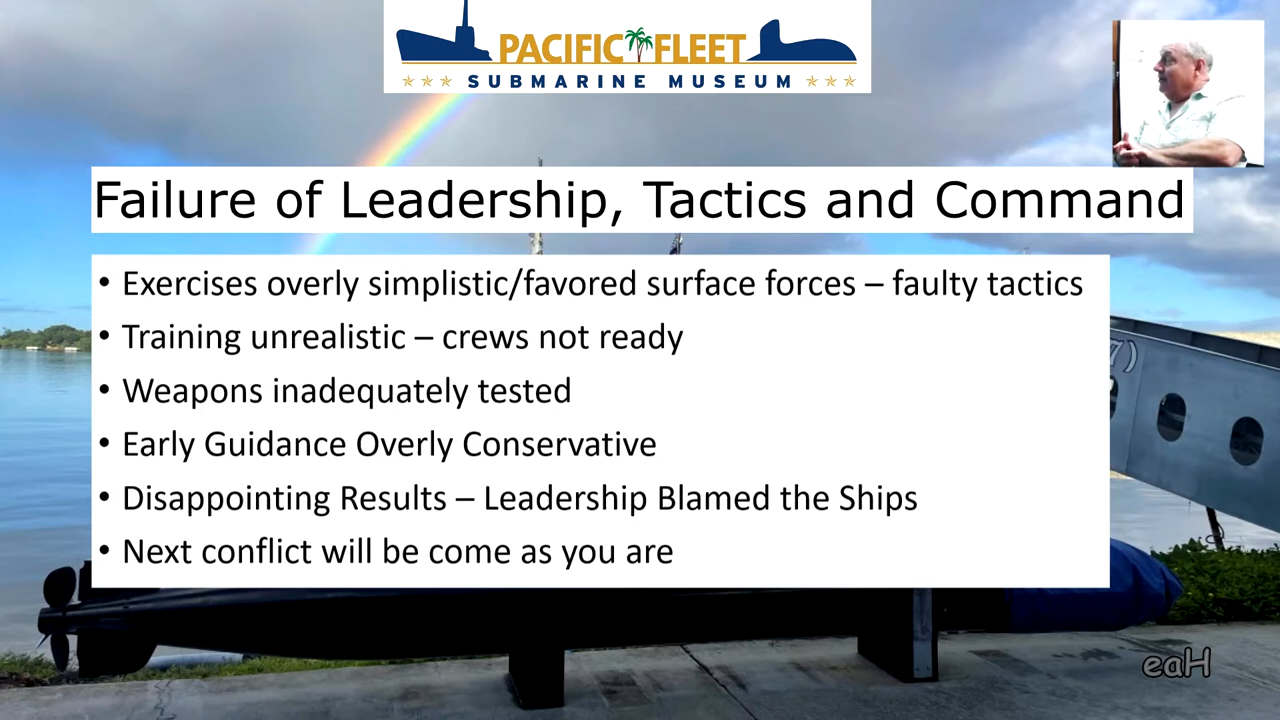 PACIFIC FLEET
SUBMARINE MUSEUM
Failure of Leadership, Tactics and Command
• Exercises overly simplistic/favored surface forces – faulty tactics
• Training unrealistic – crews not ready
• Weapons inadequately tested
• Early Guidance Overly Conservative
• Disappointing Results – Leadership Blamed the Ships
• Next conflict will be come as you are
7)
eaH